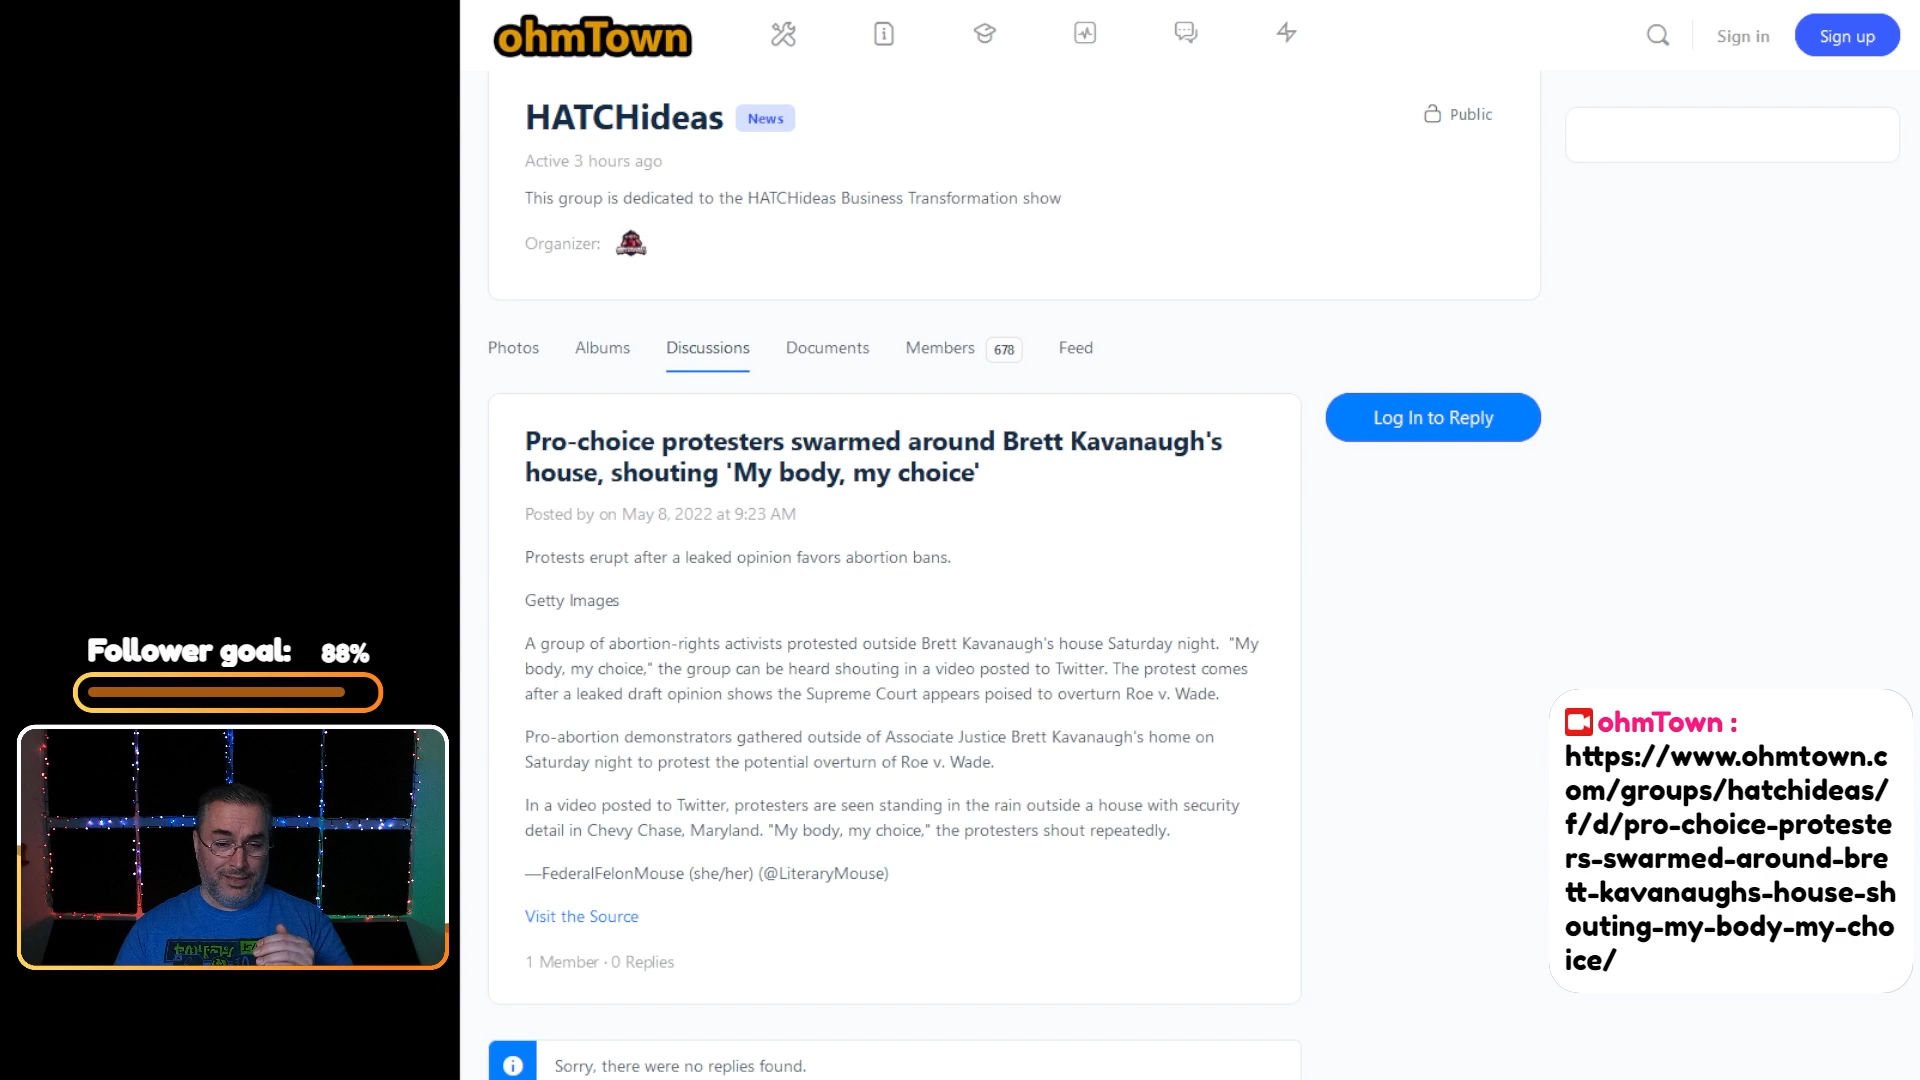 ohmTown
Sign in
Sign up
HATCHideas
News
Public
Active 3 hours ago
This group is dedicated to the HATCHideas Business Transformation show
Organizer:
Photos
Albums
Discussions
Documents
Members
678
Feed
Pro-choice protesters swarmed around Brett Kavanaugh's
house, shouting 'My body, my choice'
Log In to Reply
Posted by on May 8, 2022 at 9:23 AM
Protests erupt after a leaked opinion favors abortion bans.
Getty Images
A group of abortion-rights activists protested outside Brett Kavanaugh's house Saturday night.  "My
body, my choice," the group can be heard shouting in a video posted to Twitter. The protest comes
after a leaked draft opinion shows the Supreme Court appears poised to overturn Roe v. Wade.
Pro-abortion demonstrators gathered outside of Associate Justice Brett Kavanaugh's home on
Saturday night to protest the potential overturn of Roe v. Wade.
In a video posted to Twitter, protesters are seen standing in the rain outside a house with security
detail in Chevy Chase, Maryland. "My body, my choice," the protesters shout repeatedly.
—FederalFelonMouse (she/her) (@LiteraryMouse)
Visit the Source
1 Member · 0 Replies
Sorry, there were no replies found.
Follower goal: 88%
ohmTown :
https://www.ohmtown.c
om/groups/hatchideas/
f/d/pro-choice-proteste
rs-swarmed-around-bre
tt-kavanaughs-house-sh
outing-my-body-my-cho
ice/